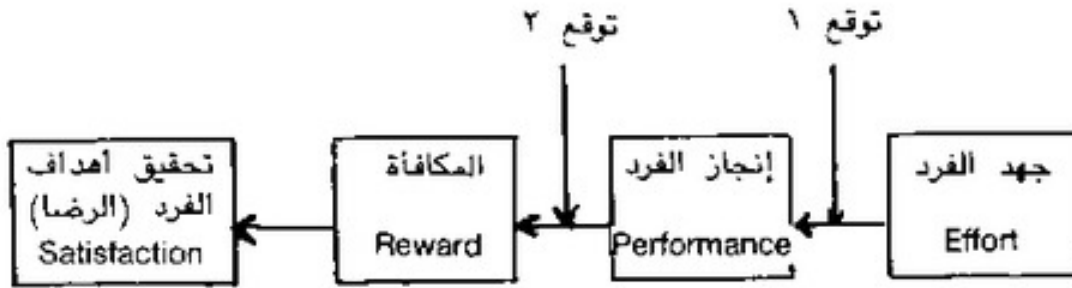 توقع ١
توقع ٢
جهد الفرد
Effort
إنجاز الفرد
Performance
المكافأة
Reward
تحقيق أهداف
الفرد (الرضا)
Satisfaction